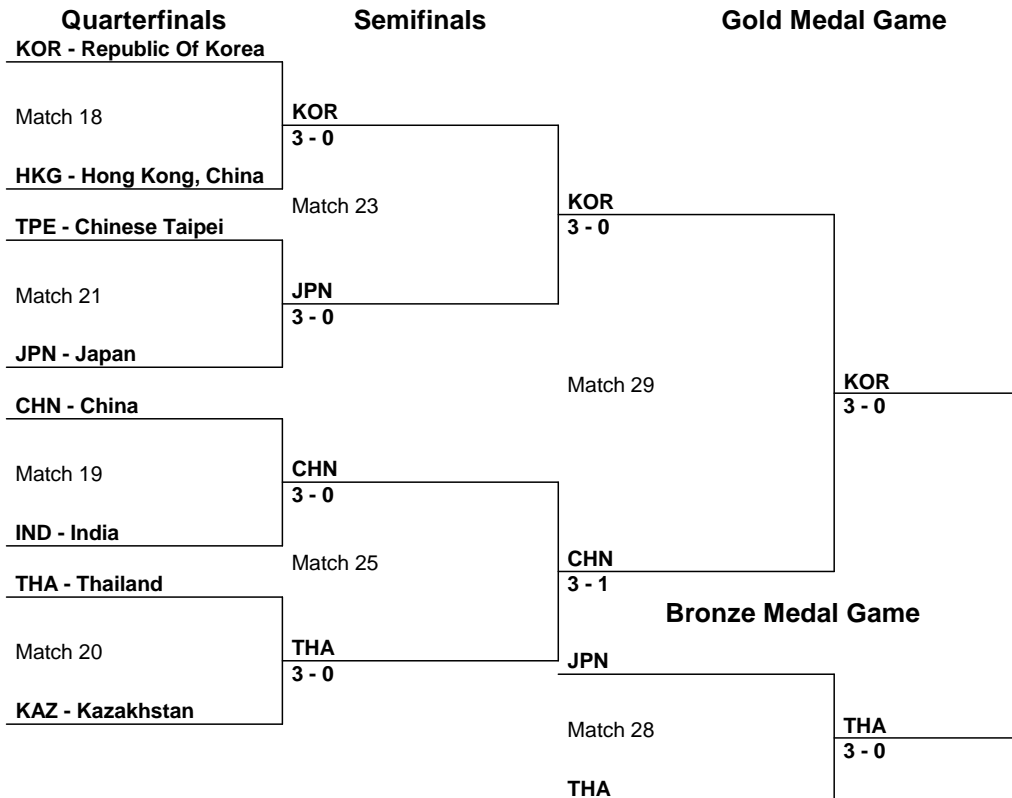 Quarterfinals
Semifinals
Gold Medal Game
KOR - Republic Of Korea
Match 18
KOR
3 - 0
HKG - Hong Kong, China
Match 23
KOR
3 - 0
TPE - Chinese Taipei
Match 21
JPN
3 - 0
JPN - Japan
Match 29
KOR
3 - 0
CHN - China
Match 19
CHN
3 - 0
IND - India
Match 25
CHN
3 - 1
THA - Thailand
Bronze Medal Game
Match 20
THA
3 - 0
JPN
KAZ - Kazakhstan
Match 28
THA
3 - 0
THA